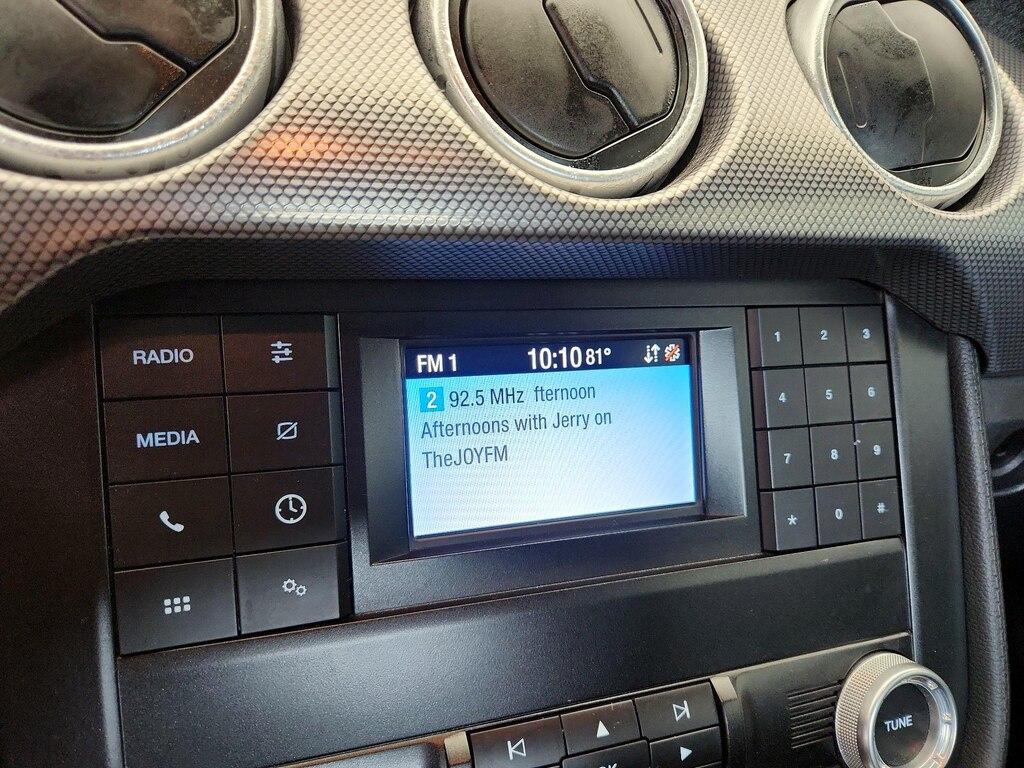 RADIO
MEDIA
FM 1 10:10 81°
2 92.5 MHz fternoon
Afternoons with Jerry on
TheJOYFM
1 2 3
4 5 6
7 8 9
* 0 #
TUNE